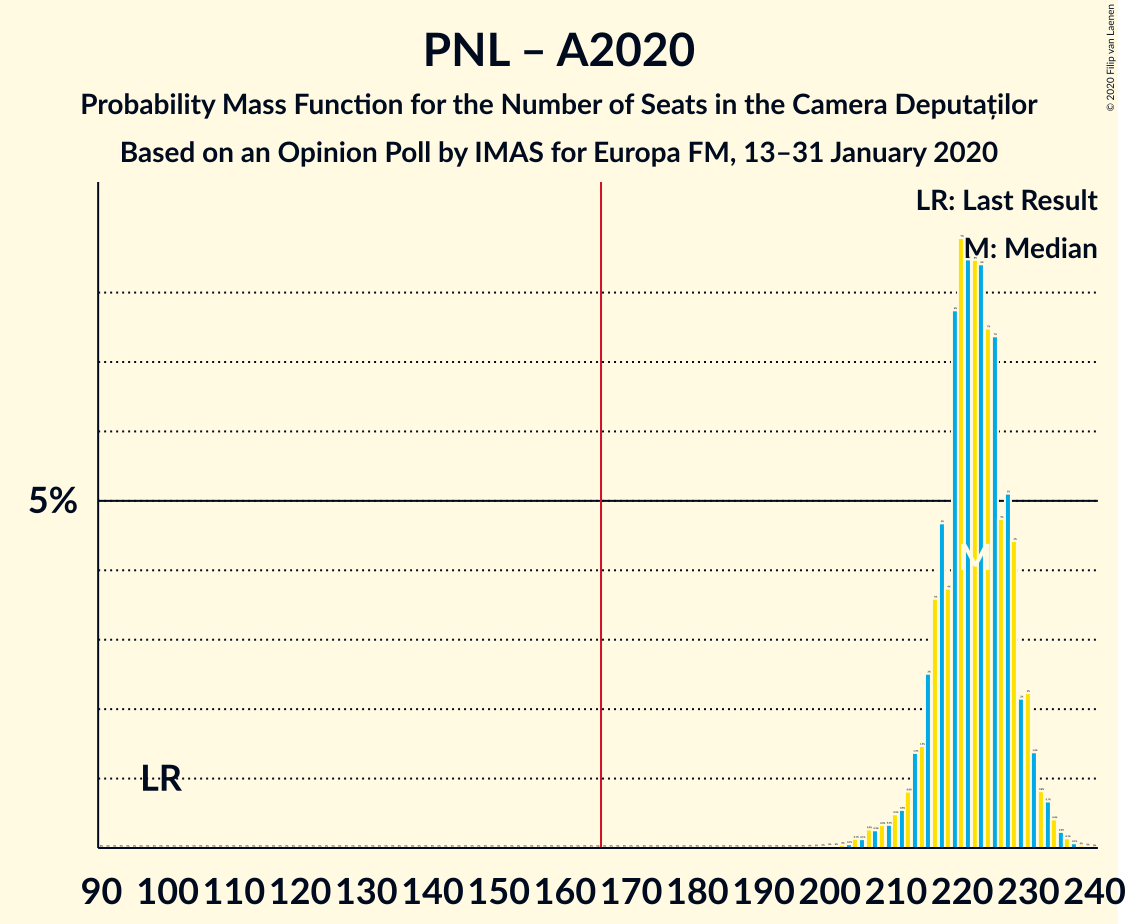 PNL – A2020
Probability Mass Function for the Number of Seats in the Camera Deputaților
Based on an Opinion Poll by IMAS for Europa FM, 13–31 January 2020
© 2020 Filip van Laenen
LR: Last Result
M: Median
5%
M
LR
90 100 110 120 130 140 150 160 170 180 190 200 210 220 230 240